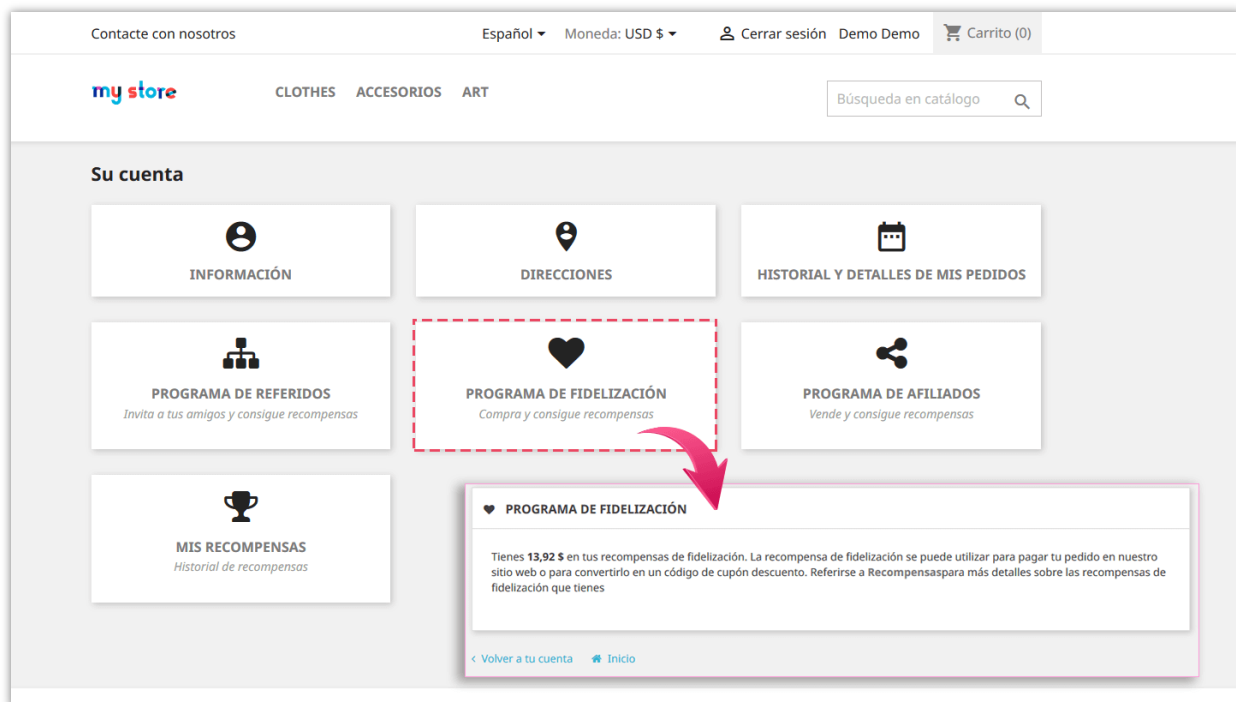 Contacte con nosotros
Español Moneda: USD $ Cerrar sesión Demo Demo Carrito (0)
my store
CLOTHES ACCESORIOS ART
Búsqueda en catálogo
Su cuenta
INFORMACIÓN
DIRECCIONES
HISTORIAL Y DETALLES DE MIS PEDIDOS
PROGRAMA DE REFERIDOS
Invita a tus amigos y consigue recompensas
PROGRAMA DE FIDELIZACIÓN
Compra y consigue recompensas
PROGRAMA DE AFILIADOS
Vende y consigue recompensas
MIS RECOMPENSAS
Historial de recompensas
PROGRAMA DE FIDELIZACIÓN
Tienes 13,92 $ en tus recompensas de fidelización. La recompensa de fidelización se puede utilizar para pagar tu pedido en nuestro
sitio web o para convertirlo en un código de cupón descuento. Referirse a Recompensaspara más detalles sobre las recompensas de
fidelización que tienes
< Volver a tu cuenta Inicio